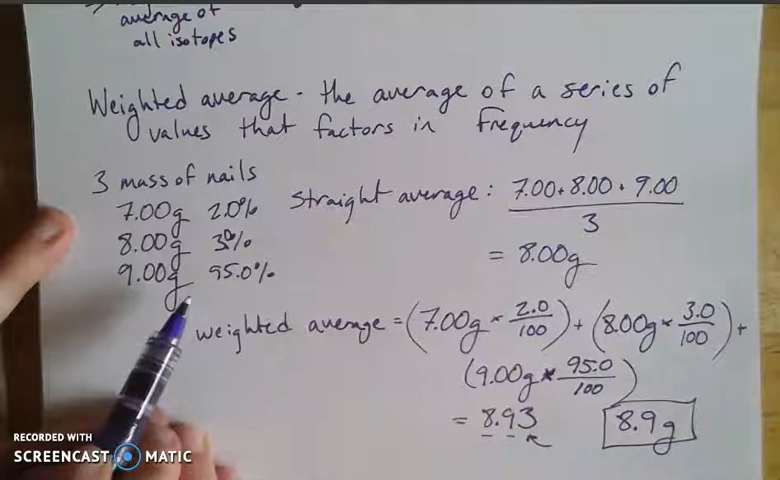 average of
all isotopes
Weighted average - the average of a series of
values that factors in frequency
3 mass of nails
7.00g 2.0%
8.00g 3%
9.00g 95.0%
straight average: 7.00+8.00+9.00
3
= 8.00g
weighted average = (7.00g × 2.0/100) + (8.00g × 3.0/100) +
(9.00g × 95.0/100)
= 8.93 8.9g
RECORDED WITH
SCREENCAST MATIC